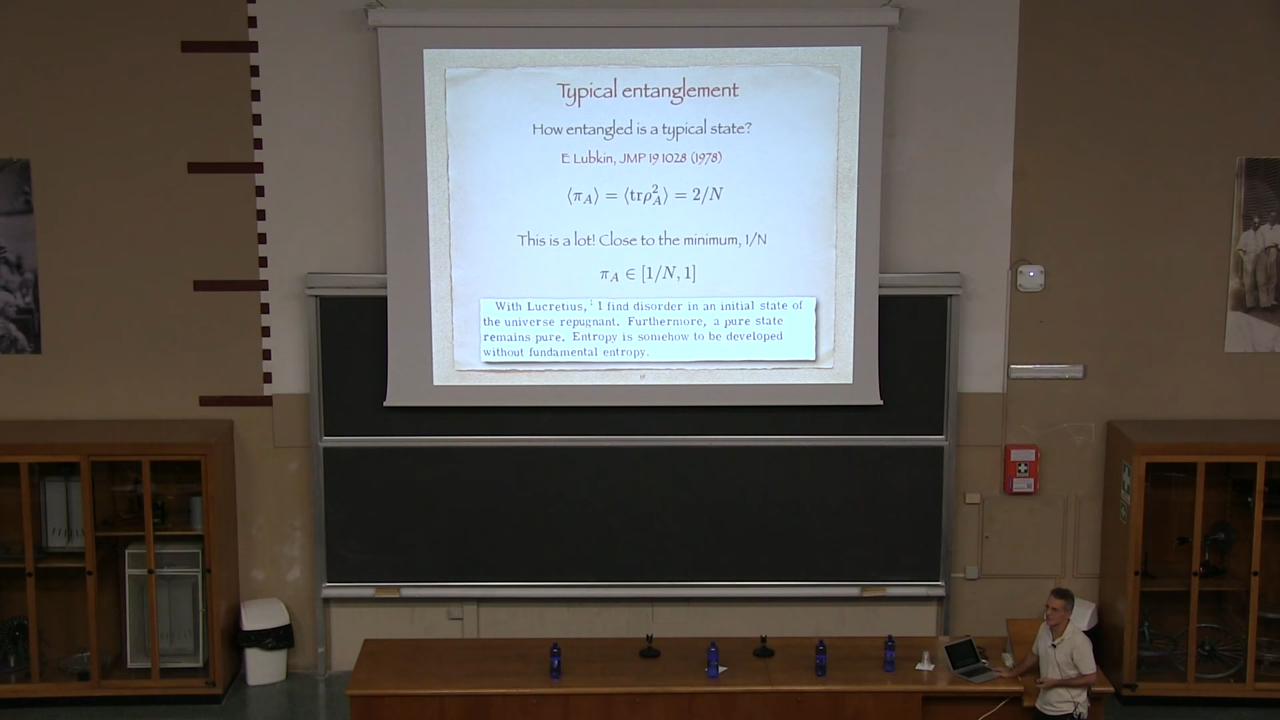 Typical entanglement
How entangled is a typical state?
E Lubkin, JMP 19 1028 (1978)
⟨π_A⟩ = ⟨trρ_A^2⟩ = 2/N
This is a lot! Close to the minimum, 1/N
π_A ∈ [1/N, 1]
With Lucretius, I find disorder in an initial state of
the universe repugnant. Furthermore, a pure state
remains pure. Entropy is somehow to be developed
without fundamental entropy.